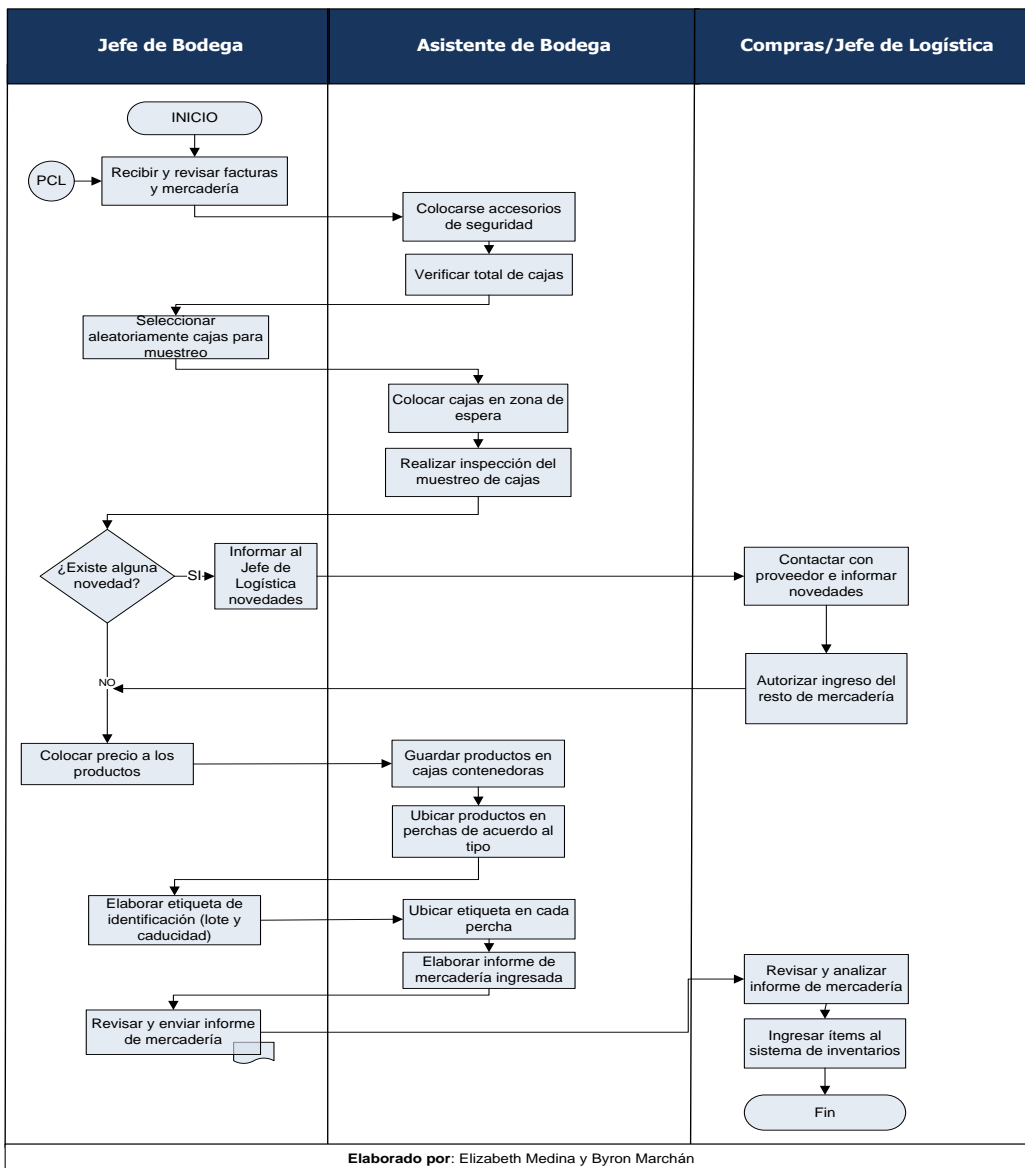 Jefe de Bodega
Asistente de Bodega
Compras/Jefe de Logística
INICIO
PCL
Recibir y revisar facturas
y mercadería
Colocarse accesorios
de seguridad
Verificar total de cajas
Seleccionar
aleatoriamente cajas para
muestreo
Colocar cajas en zona de
espera
Realizar inspección del
muestreo de cajas
¿Existe alguna
novedad?
SI
Informar al
Jefe de
Logística
novedades
Contactar con
proveedor e informar
novedades
Autorizar ingreso del
resto de mercadería
NO
Colocar precio a los
productos
Guardar productos en
cajas contenedoras
Ubicar productos en
perchas de acuerdo al
tipo
Elaborar etiqueta de
identificación (lote y
caducidad)
Ubicar etiqueta en cada
percha
Elaborar informe de
mercadería ingresada
Revisar y enviar informe
de mercadería
Revisar y analizar
informe de mercadería
Ingresar ítems al
sistema de inventarios
Fin
Elaborado por: Elizabeth Medina y Byron Marchán